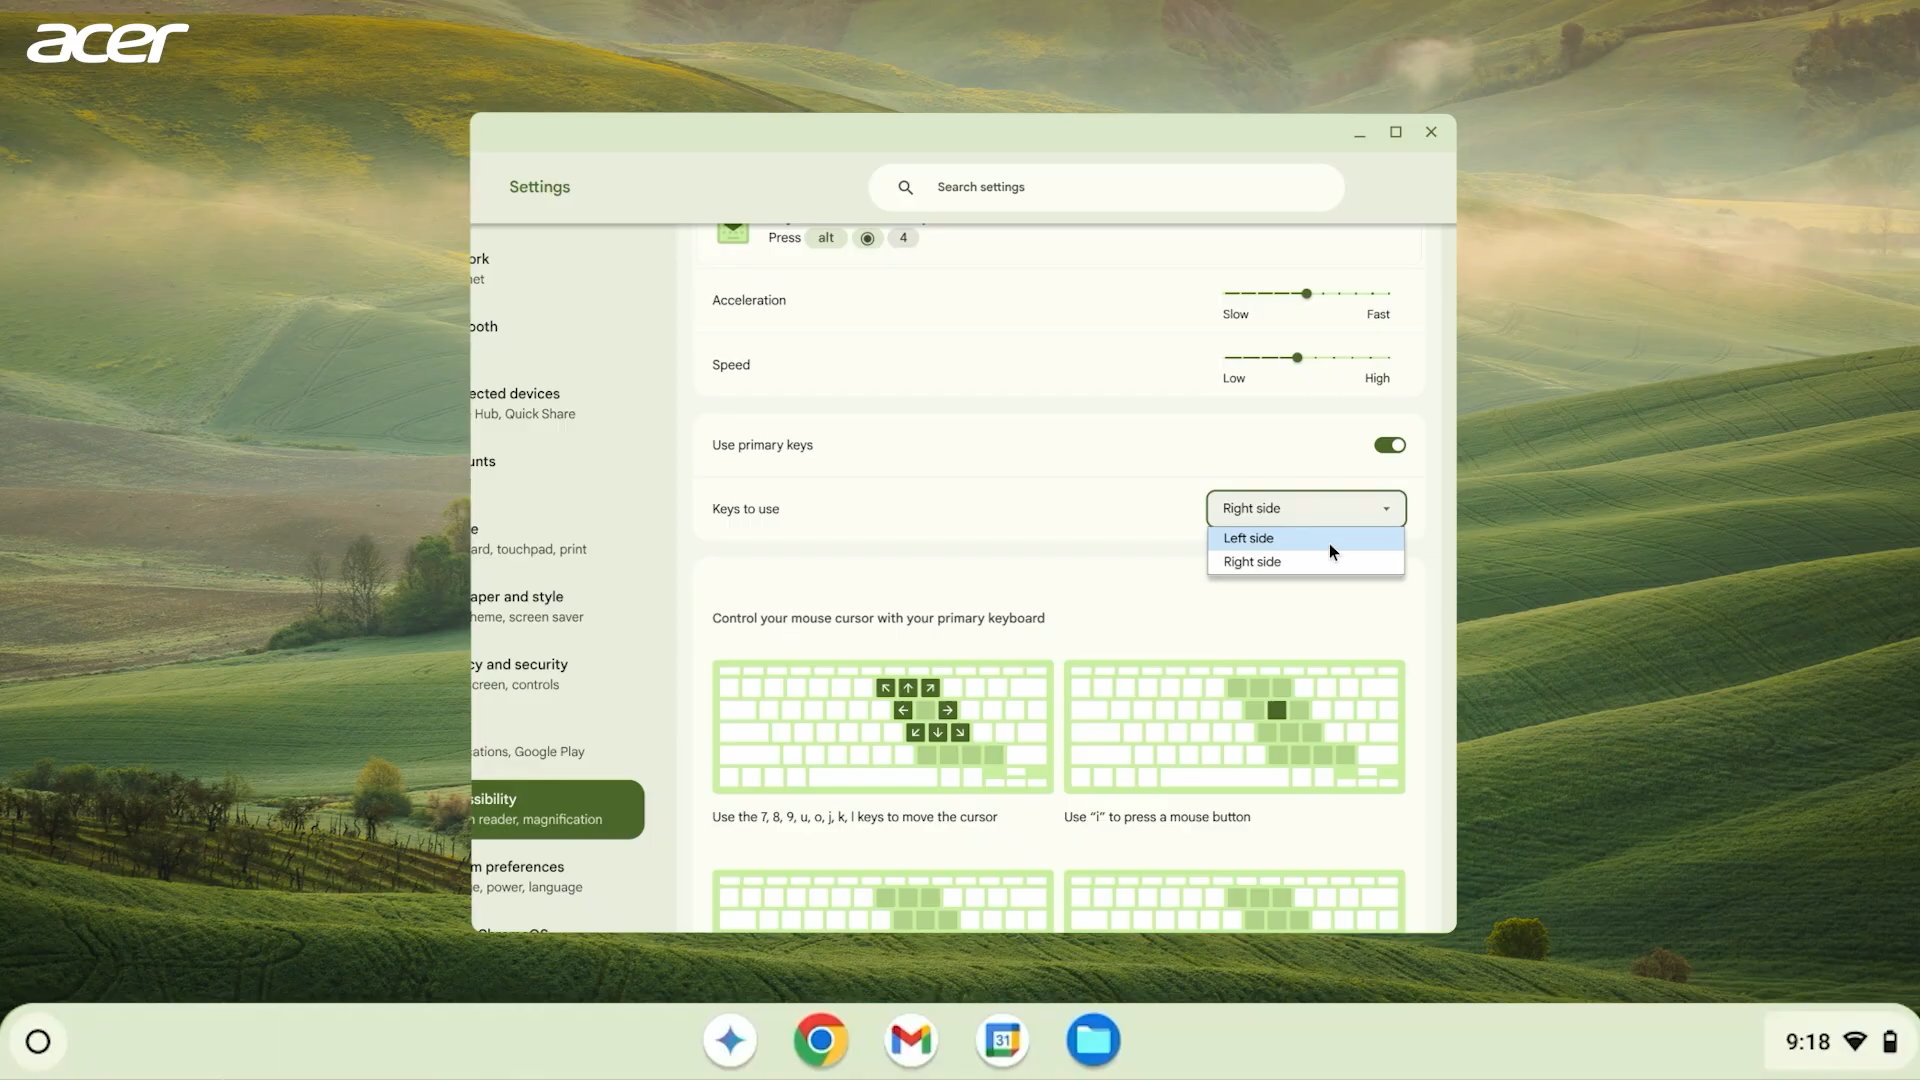 acer
Settings
Search settings
Press alt 4
Acceleration
Slow Fast
Speed
Low High
Use primary keys
Keys to use
Right side
Left side
Right side
Control your mouse cursor with your primary keyboard
Use the 7, 8, 9, u, o, j, k, l keys to move the cursor
Use “i” to press a mouse button
ork
net
ooth
ected devices
Hub, Quick Share
unts
e
ard, touchpad, print
aper and style
heme, screen saver
cy and security
creen, controls
ations, Google Play
ssibility
n reader, magnification
m preferences
e, power, language
31
9:18